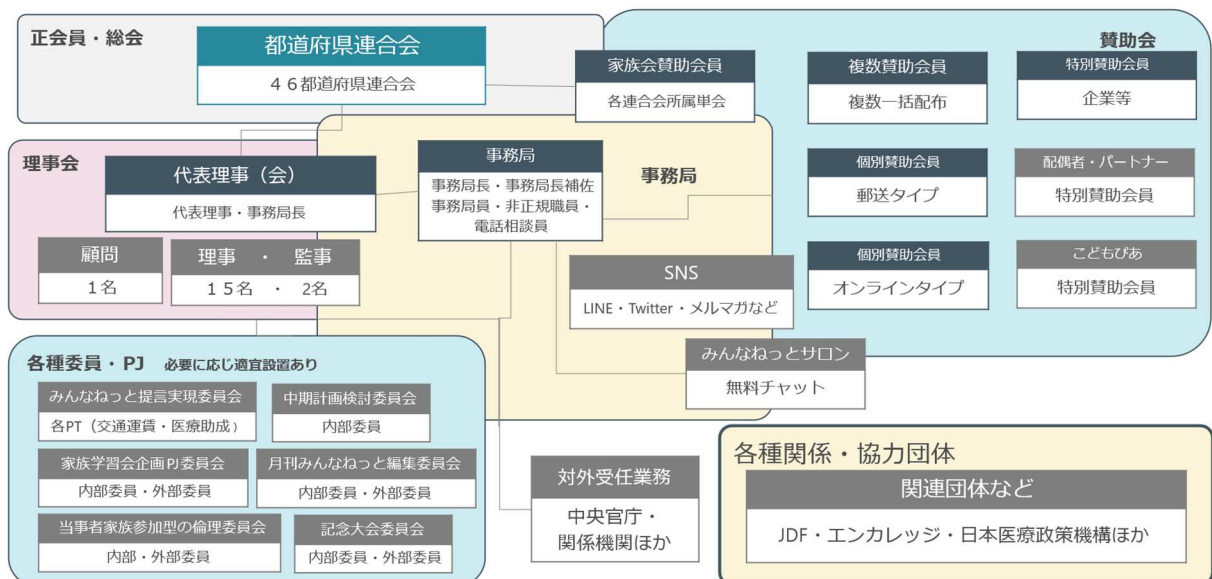 正会員・総会
都道府県連合会
４６都道府県連合会
賛助会
家族会賛助会員
各連合会所属単会
複数賛助会員
複数一括配布
特別賛助会員
企業等
個別賛助会員
郵送タイプ
配偶者・パートナー
特別賛助会員
個別賛助会員
オンラインタイプ
こどもぴあ
特別賛助会員
理事会
代表理事（会）
代表理事・事務局長
顧問
1名
理事　・　監事
１５名　・　2名
事務局
事務局
事務局長・事務局長補佐
事務局員・非正規職員・
電話相談員
SNS
LINE・Twitter・メルマガなど
みんなねっとサロン
無料チャット
各種委員・PJ　必要に応じ適宜設置あり
みんなねっと提言実現委員会
各PT（交通運賃・医療助成）
中期計画検討委員会
内部委員
家族学習会企画PJ委員会
内部委員・外部委員
月刊みんなねっと編集委員会
内部委員・外部委員
当事者家族参加型の倫理委員会
内部・外部委員
記念大会委員会
内部委員・外部委員
対外受任業務
中央官庁・
関係機関ほか
各種関係・協力団体
関連団体など
JDF・エンカレッジ・日本医療政策機構ほか